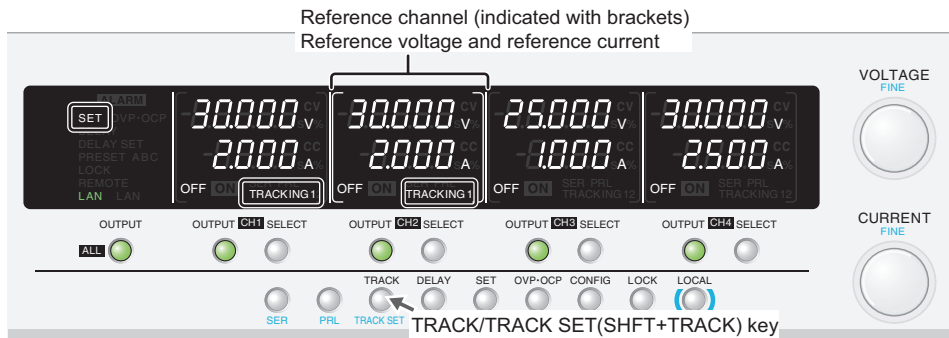 Reference channel (indicated with brackets)
Reference voltage and reference current
VOLTAGE
FINE
ALARM
SET OVP·OCP
DELAY SET
PRESET ABC
LOCK
REMOTE
LAN LAN
30.000 V CV
2.000 A CC
OFF ON SER PRL
TRACKING 1
30.000 V CV
2.000 A CC
OFF ON SER PRL
TRACKING 1
25.000 V CV
1.000 A CC
OFF ON SER PRL
TRACKING 12
30.000 V CV
2.500 A CC
OFF ON SER PRL
TRACKING 12
CURRENT
FINE
OUTPUT
OUTPUT CH1 SELECT
OUTPUT CH2 SELECT
OUTPUT CH3 SELECT
OUTPUT CH4 SELECT
ALL
TRACK DELAY SET OVP·OCP CONFIG LOCK LOCAL
SER PRL TRACK SET
TRACK/TRACK SET(SHFT+TRACK) key